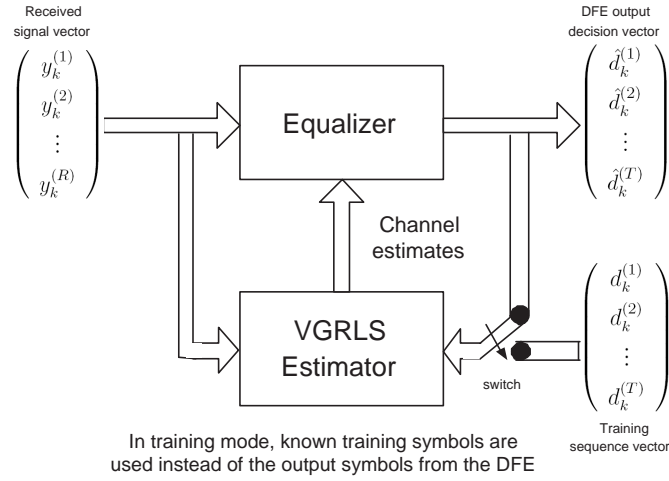 Received
signal vector
y_k^{(1)}
y_k^{(2)}
⋮
y_k^{(R)}
Equalizer
DFE output
decision vector
\hat{d}_k^{(1)}
\hat{d}_k^{(2)}
⋮
\hat{d}_k^{(T)}
Channel
estimates
VGRLS
Estimator
switch
d_k^{(1)}
d_k^{(2)}
⋮
d_k^{(T)}
Training
sequence vector
In training mode, known training symbols are
used instead of the output symbols from the DFE